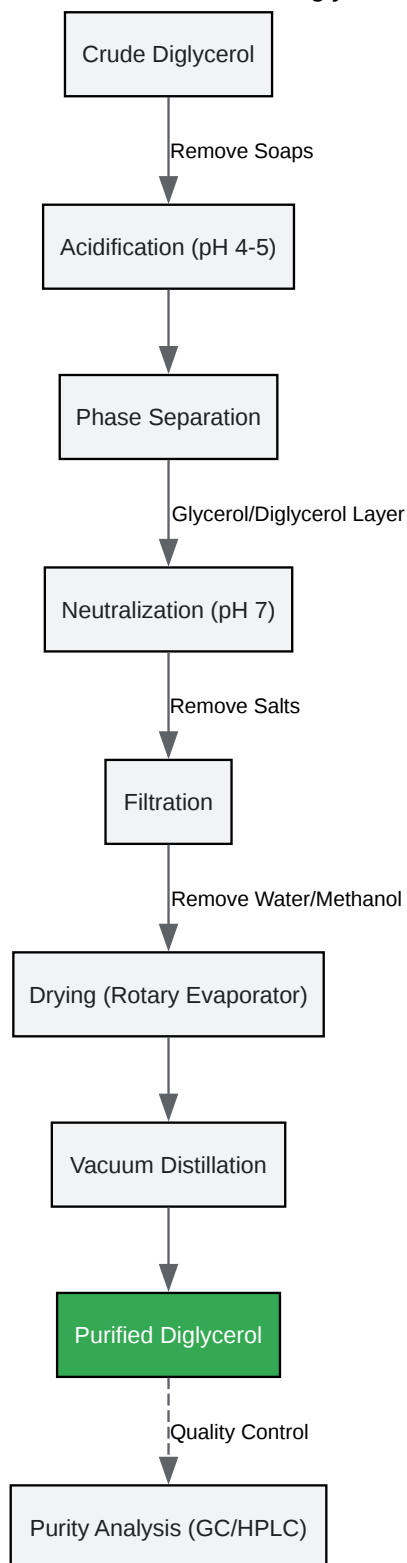 Crude Diglycerol
Remove Soaps
Acidification (pH 4-5)
Phase Separation
Glycerol/Diglycerol Layer
Neutralization (pH 7)
Remove Salts
Filtration
Remove Water/Methanol
Drying (Rotary Evaporator)
Vacuum Distillation
Purified Diglycerol
Quality Control
Purity Analysis (GC/HPLC)